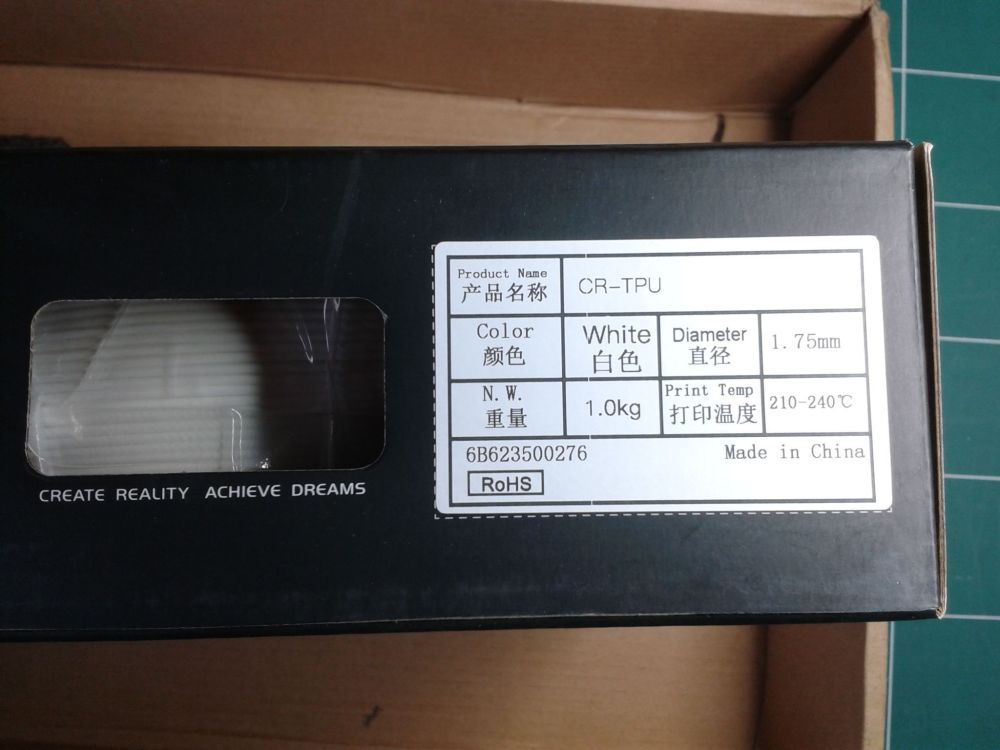 Product Name
产品名称
CR-TPU
Color
颜色
White
白色
Diameter
直径
1.75mm
N.W.
重量
1.0kg
Print Temp
打印温度
210-240℃
6B623500276
Made in China
RoHS
CREATE REALITY ACHIEVE DREAMS